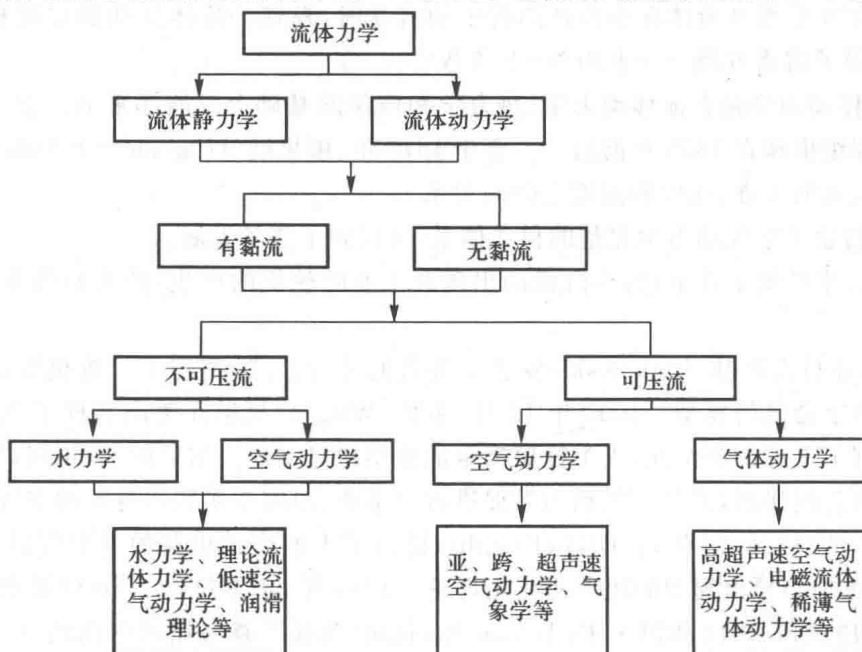 流体力学
流体静力学
流体动力学
有黏流
无黏流
不可压流
可压流
水力学
空气动力学
空气动力学
气体动力学
水力学、理论流
体力学、低速空
气动力学、润滑
理论等
亚、跨、超声速
空气动力学、气
象学等
高超声速空气动
力学、电磁流体
动力学、稀薄气
体动力学等